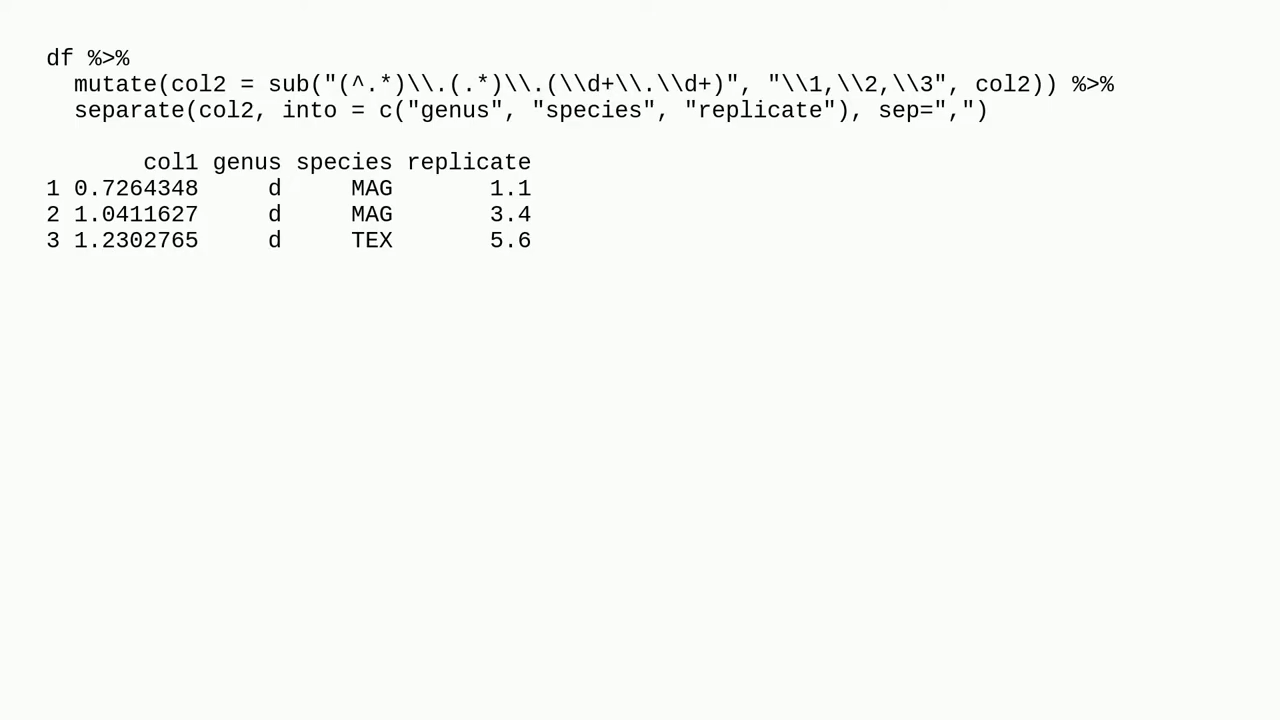 df %>%
  mutate(col2 = sub("(^.*)\\.(.*)\\.(\\d+\\.\\d+)", "\\1,\\2,\\3", col2)) %>%
  separate(col2, into = c("genus", "species", "replicate"), sep=",")

       col1 genus species replicate
1 0.7264348     d     MAG       1.1
2 1.0411627     d     MAG       3.4
3 1.2302765     d     TEX       5.6